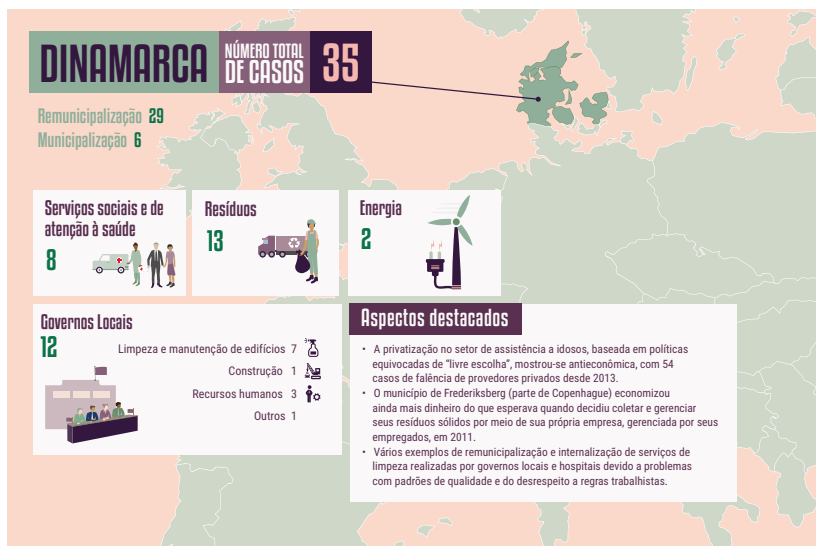 DINAMARCA
NÚMERO TOTAL
DE CASOS
35
Remunicipalização 29
Municipalização 6
Serviços sociais e de
atenção à saúde
8
Resíduos
13
Energia
2
Governos Locais
12
Limpeza e manutenção de edifícios 7
Construção 1
Recursos humanos 3
Outros 1
Aspectos destacados
• A privatização no setor de assistência a idosos, baseada em políticas
equivocadas de “livre escolha”, mostrou-se antieconômica, com 54
casos de falência de provedores privados desde 2013.
• O município de Frederiksberg (parte de Copenhague) economizou
ainda mais dinheiro do que esperava quando decidiu coletar e gerenciar
seus resíduos sólidos por meio de sua própria empresa, gerenciada por seus
empregados, em 2011.
• Vários exemplos de remunicipalização e internalização de serviços de
limpeza realizadas por governos locais e hospitais devido a problemas
com padrões de qualidade e do desrespeito a regras trabalhistas.